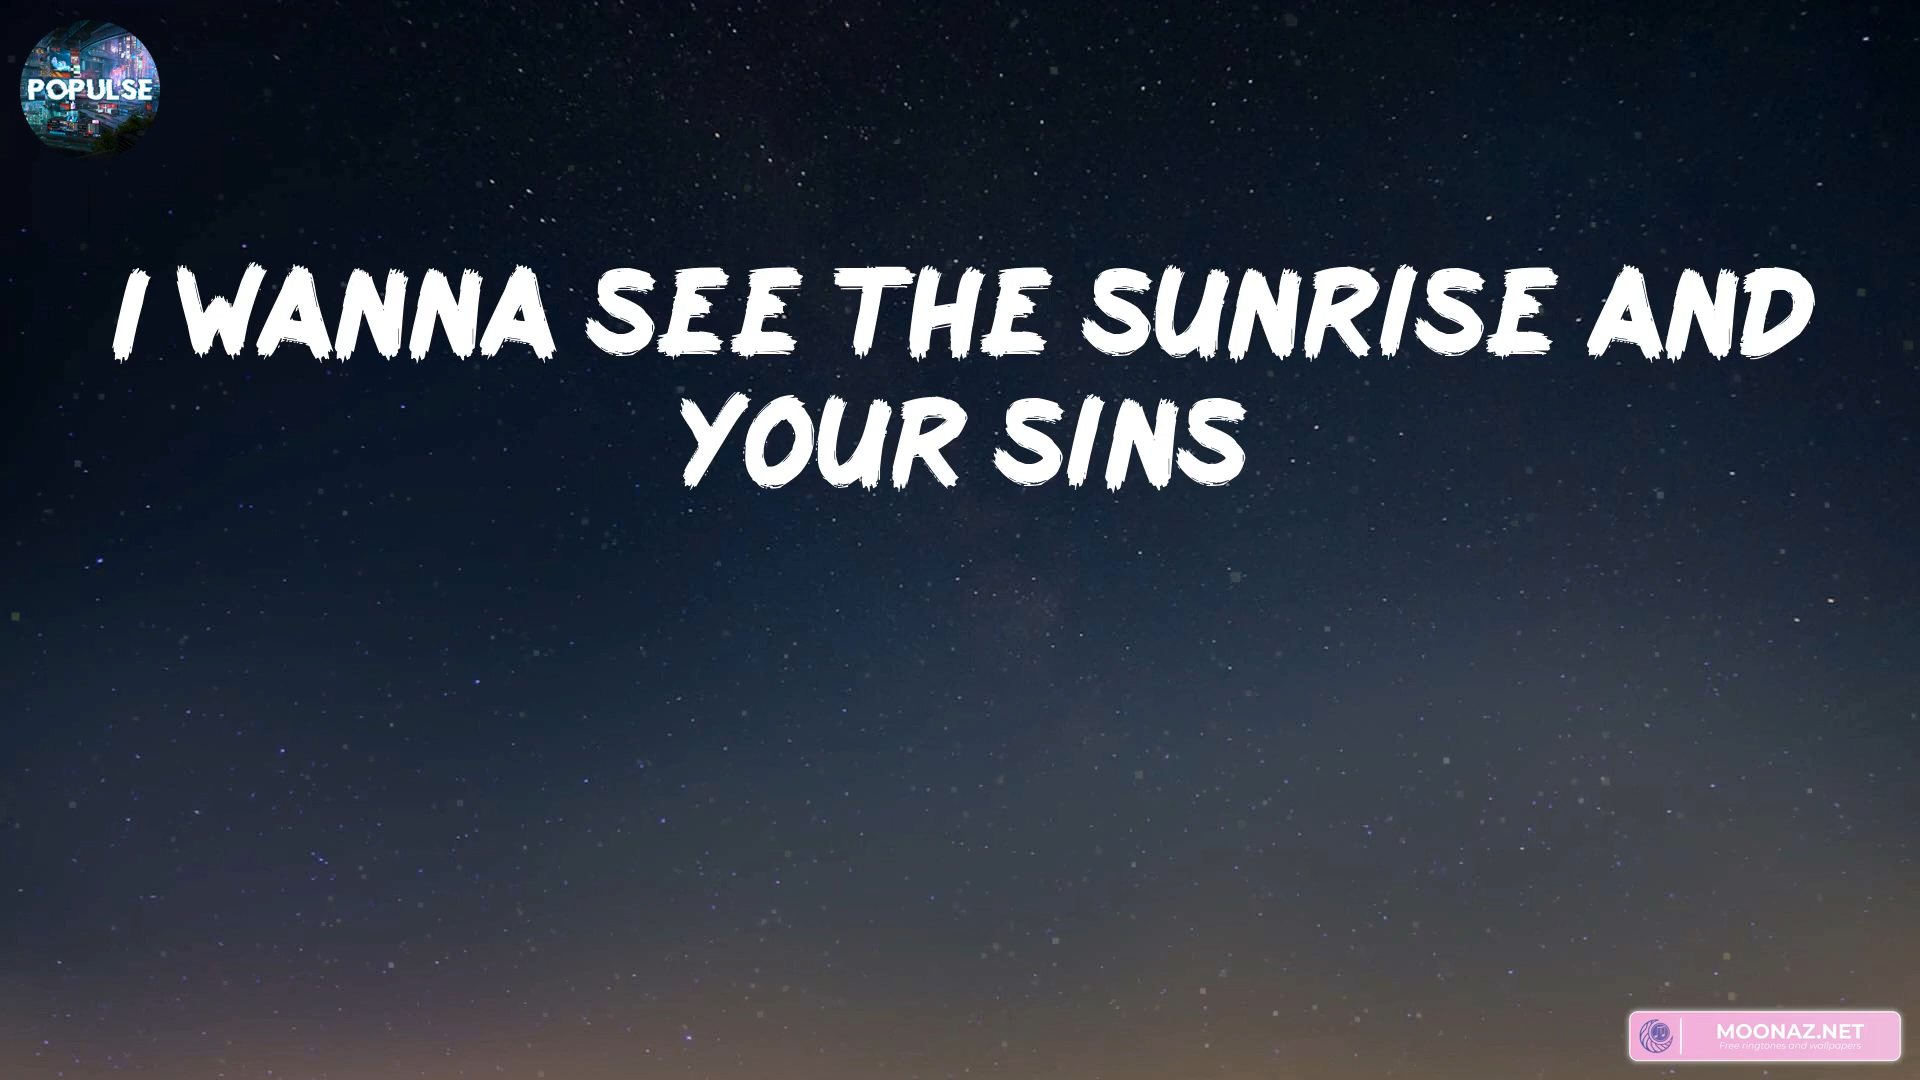 POPULSE
I WANNA SEE THE SUNRISE AND
YOUR SINS
MOONAZ.NET
Free ringtones and wallpapers